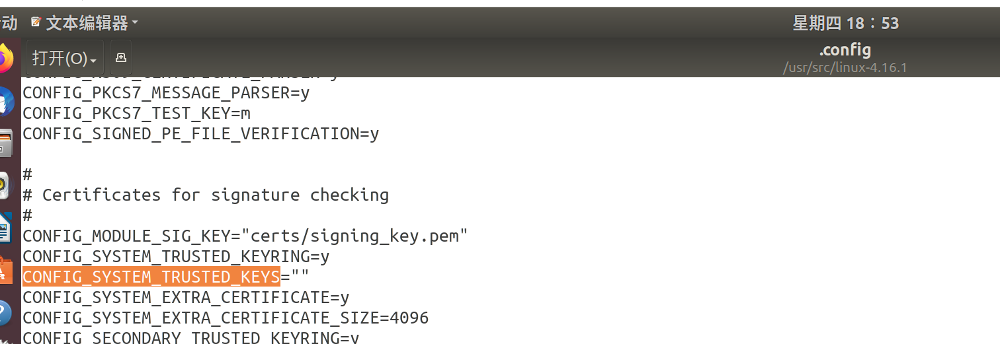 动 文本编辑器 星期四 18：53
打开(O) .config
/usr/src/linux-4.16.1
CONFIG_PKCS7_MESSAGE_PARSER=y
CONFIG_PKCS7_TEST_KEY=m
CONFIG_SIGNED_PE_FILE_VERIFICATION=y
#
# Certificates for signature checking
#
CONFIG_MODULE_SIG_KEY="certs/signing_key.pem"
CONFIG_SYSTEM_TRUSTED_KEYRING=y
CONFIG_SYSTEM_TRUSTED_KEYS=""
CONFIG_SYSTEM_EXTRA_CERTIFICATE=y
CONFIG_SYSTEM_EXTRA_CERTIFICATE_SIZE=4096
CONFIG_SECONDARY_TRUSTED_KEYRING=y